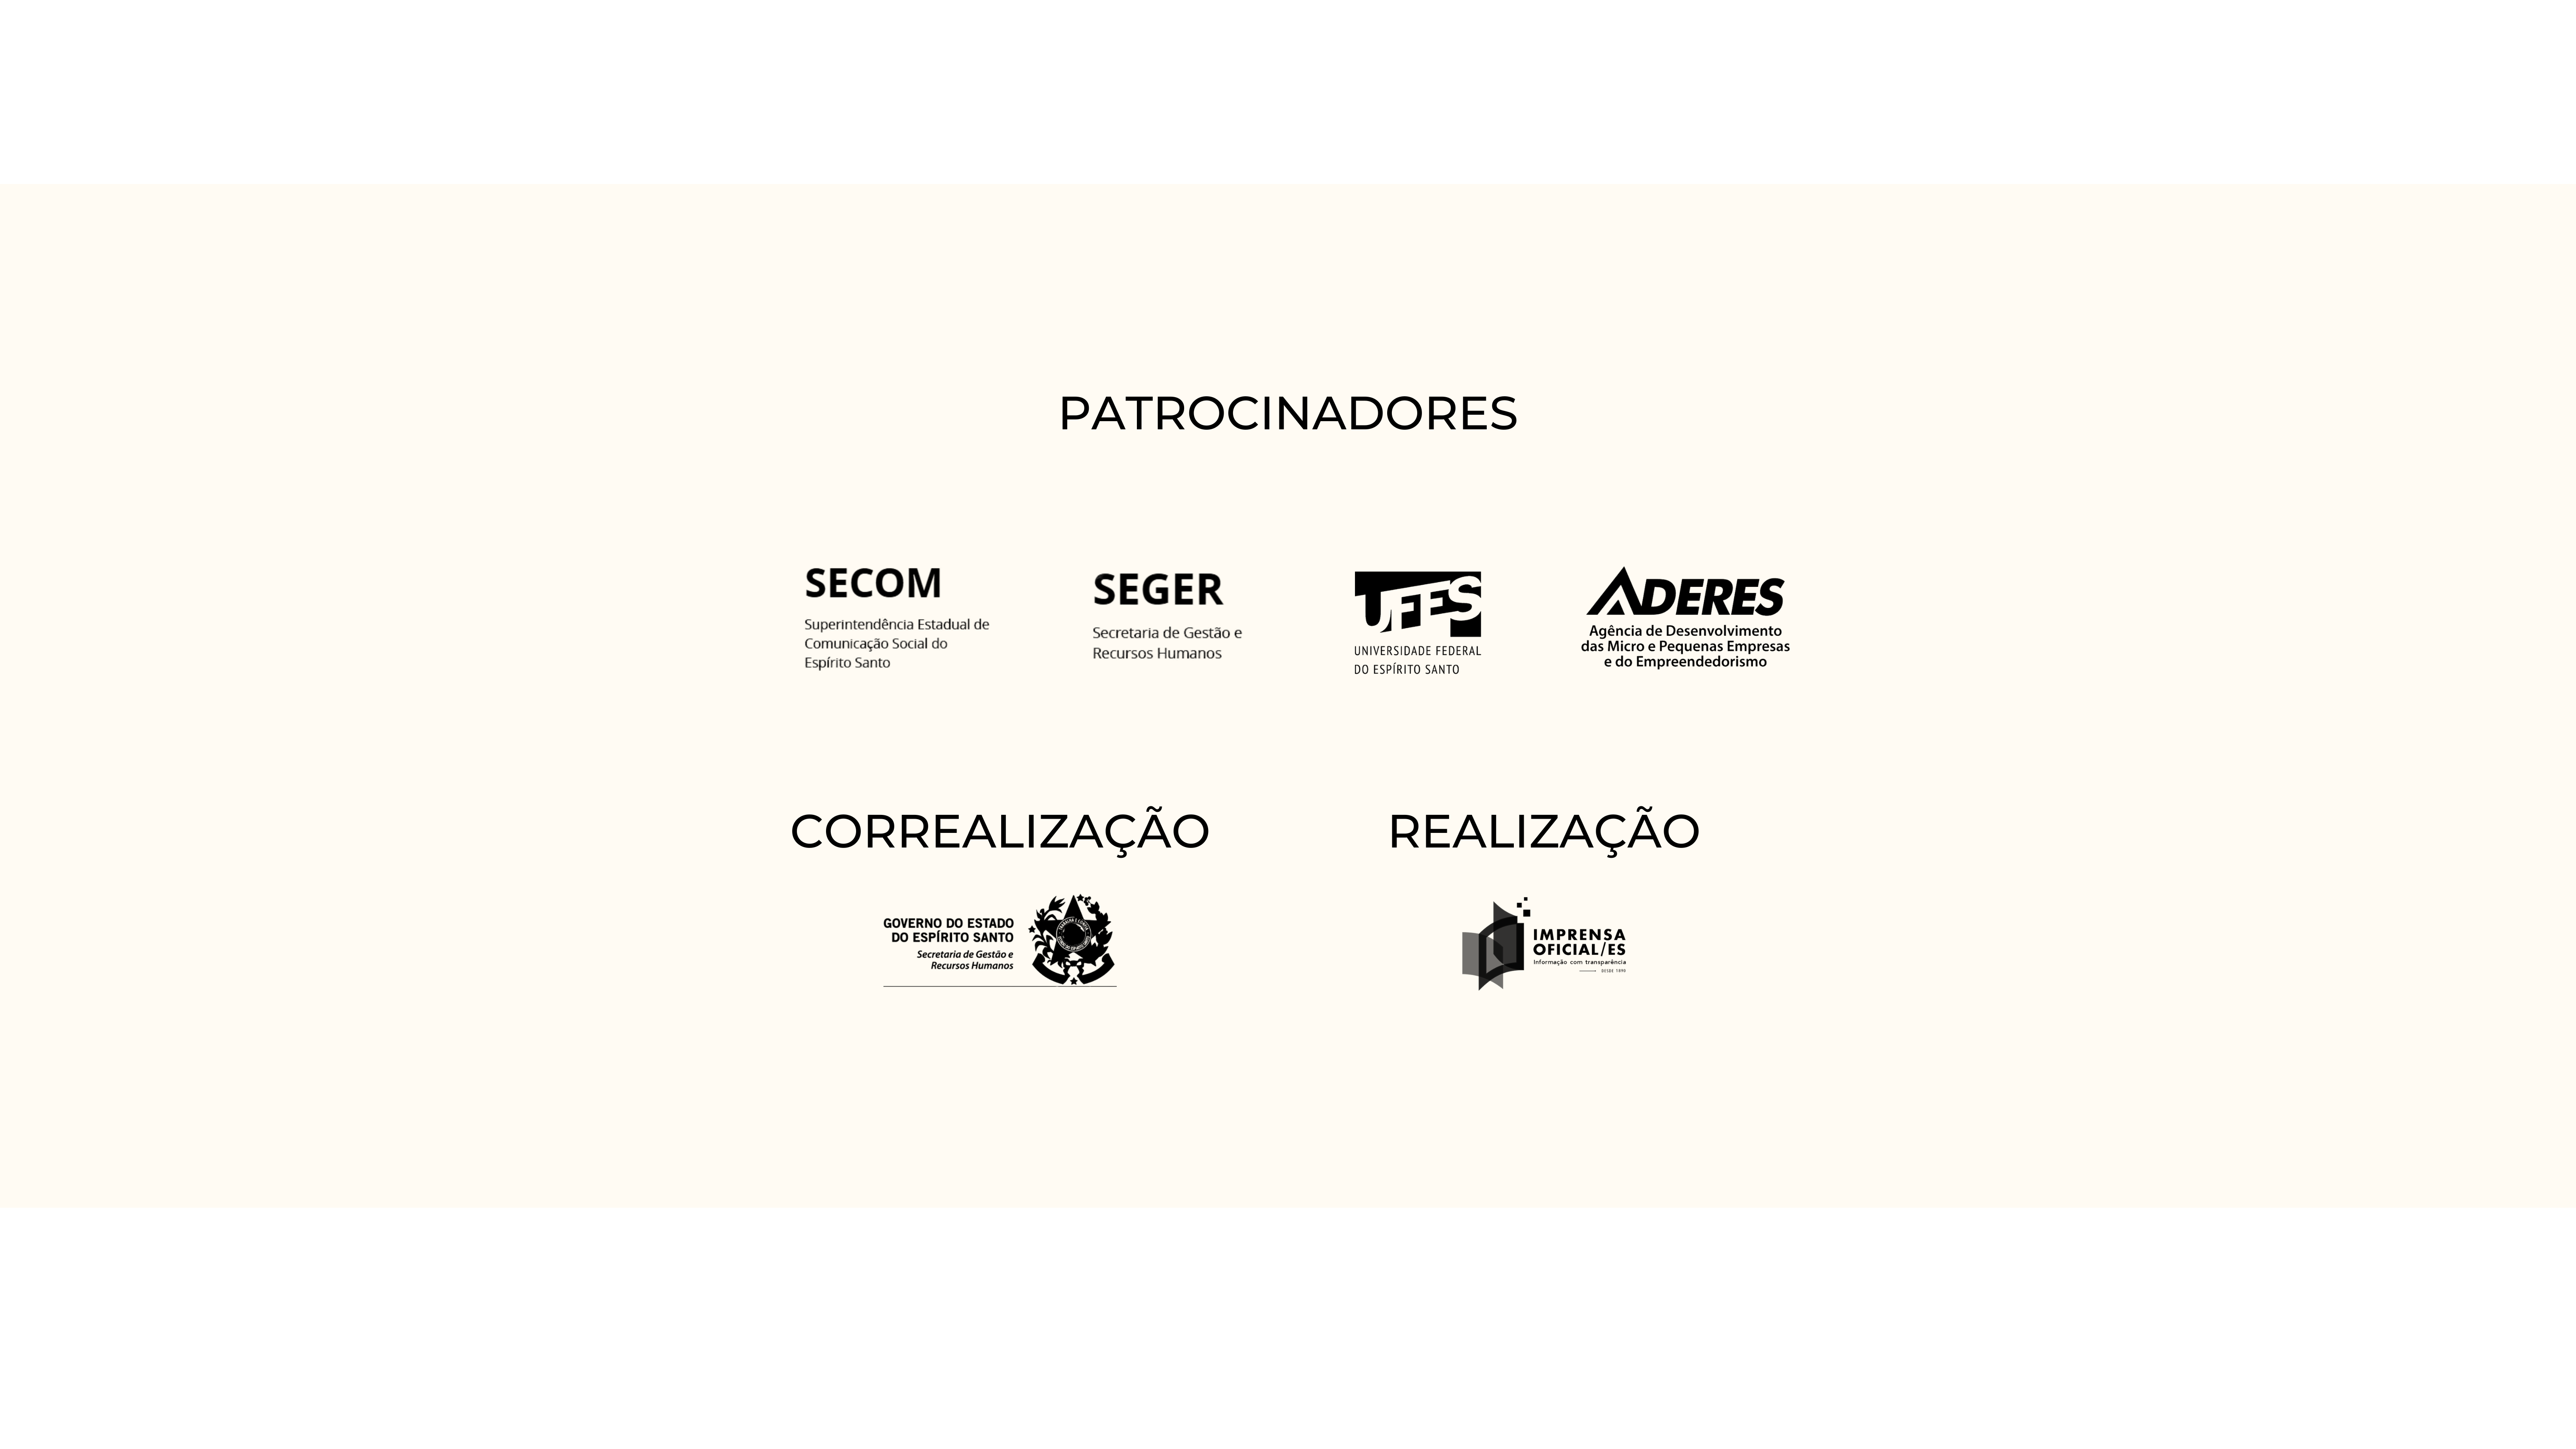 PATROCINADORES
SECOM
Superintendência Estadual de
Comunicação Social do
Espírito Santo
SEGER
Secretaria de Gestão e
Recursos Humanos
UFES
UNIVERSIDADE FEDERAL
DO ESPÍRITO SANTO
ADERES
Agência de Desenvolvimento
das Micro e Pequenas Empresas
e do Empreendedorismo
CORREALIZAÇÃO
GOVERNO DO ESTADO
DO ESPÍRITO SANTO
Secretaria de Gestão e
Recursos Humanos
REALIZAÇÃO
IMPRENSA
OFICIAL/ES
Informação com transparência
DESDE 1890